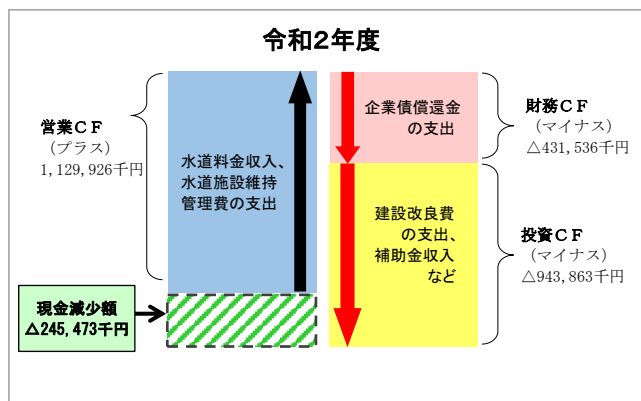 令和2年度
営業ＣＦ
（プラス）
1,129,926千円
水道料金収入、
水道施設維持
管理費の支出
企業債償還金
の支出
財務ＣＦ
（マイナス）
△431,536千円
建設改良費
の支出、
補助金収入
など
投資ＣＦ
（マイナス）
△943,863千円
現金減少額
△245,473千円